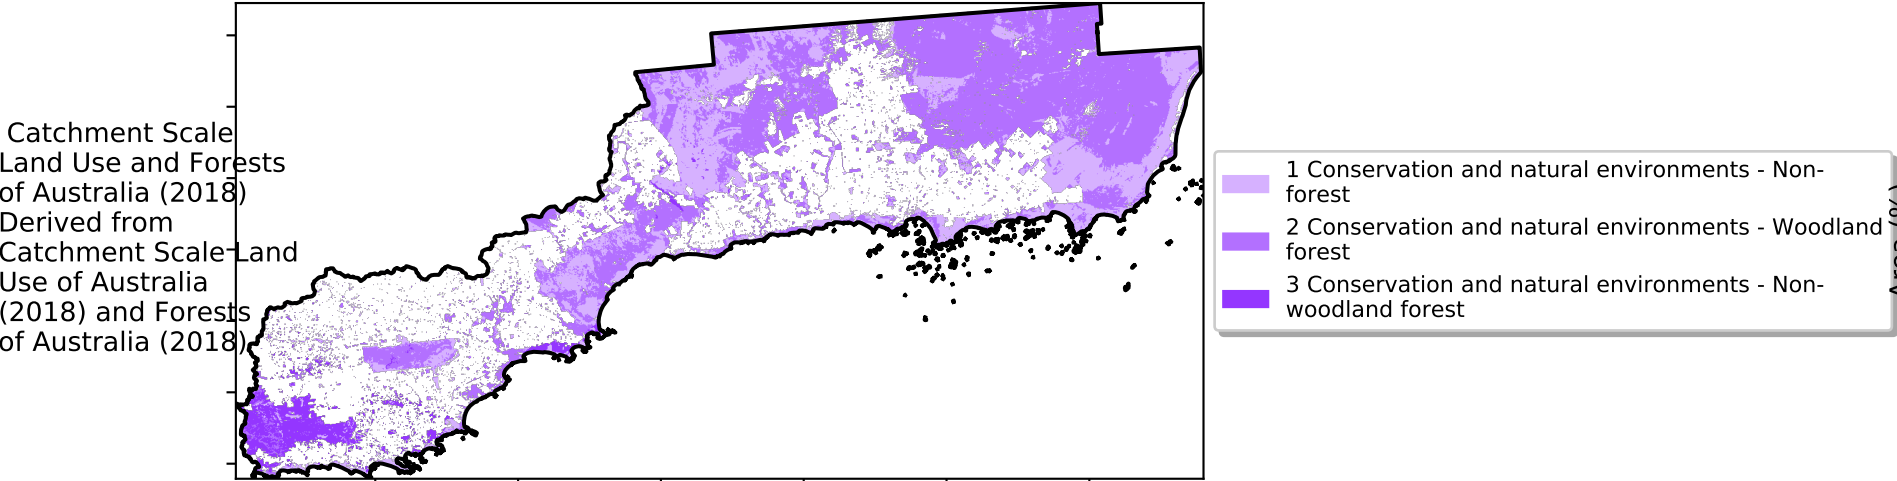 Catchment Scale
Land Use and Forests
of Australia (2018)
Derived from
Catchment Scale Land
Use of Australia
(2018) and Forests
of Australia (2018)
1 Conservation and natural environments - Non-
forest
2 Conservation and natural environments - Woodland
forest
3 Conservation and natural environments - Non-
woodland forest